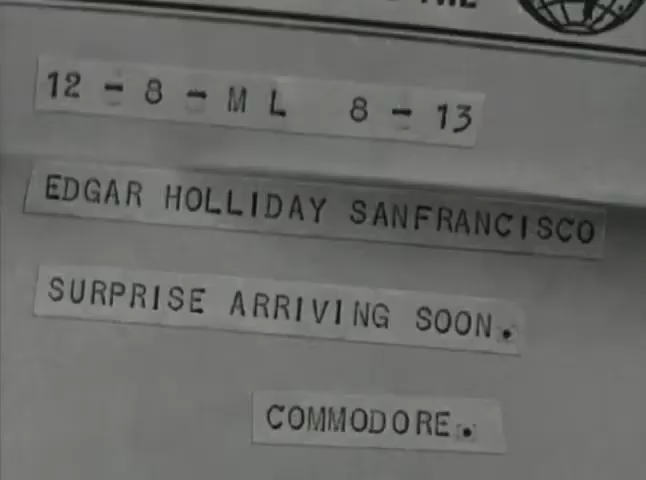 12 - 8 - M L 8 - 13
EDGAR HOLLIDAY SANFRANCISCO
SURPRISE ARRIVING SOON.
COMMODORE.